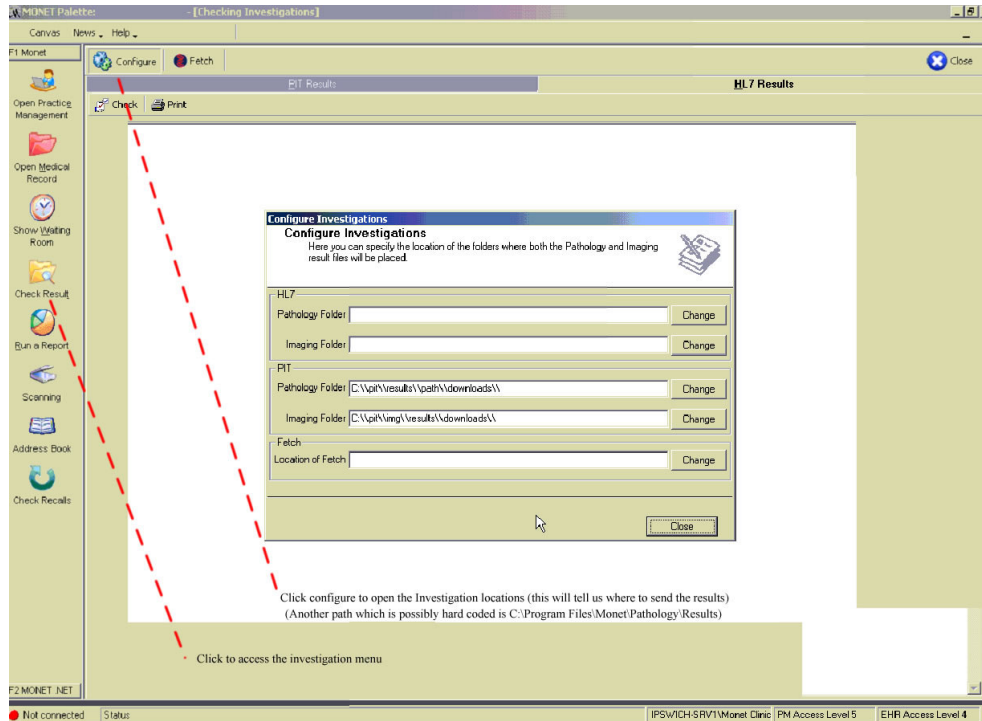 MONET Palette: - [Checking Investigations]
Canvas News Help
F1 Monet
Configure
Fetch
Close
PIT Results
HL7 Results
Check
Print
Open Practice
Management
Open Medical
Record
Show Waiting
Room
Check Result
Run a Report
Scanning
Address Book
Check Recalls
Configure Investigations
Configure Investigations
Here you can specify the location of the folders where both the Pathology and Imaging
result files will be placed.
HL7
Pathology Folder
Change
Imaging Folder
Change
PIT
Pathology Folder C:\\pit\\results\\path\\downloads\\
Change
Imaging Folder C:\\pit\\img\\results\\downloads\\
Change
Fetch
Location of Fetch
Change
Close
Click configure to open the Investigation locations (this will tell us where to send the results)
(Another path which is possibly hard coded is C:\Program Files\Monet\Pathology\Results)
Click to access the investigation menu
F2 MONET .NET
Not connected
Status
IPSWICH-SRV1\Monet Clinic
PM Access Level 5
EHR Access Level 4